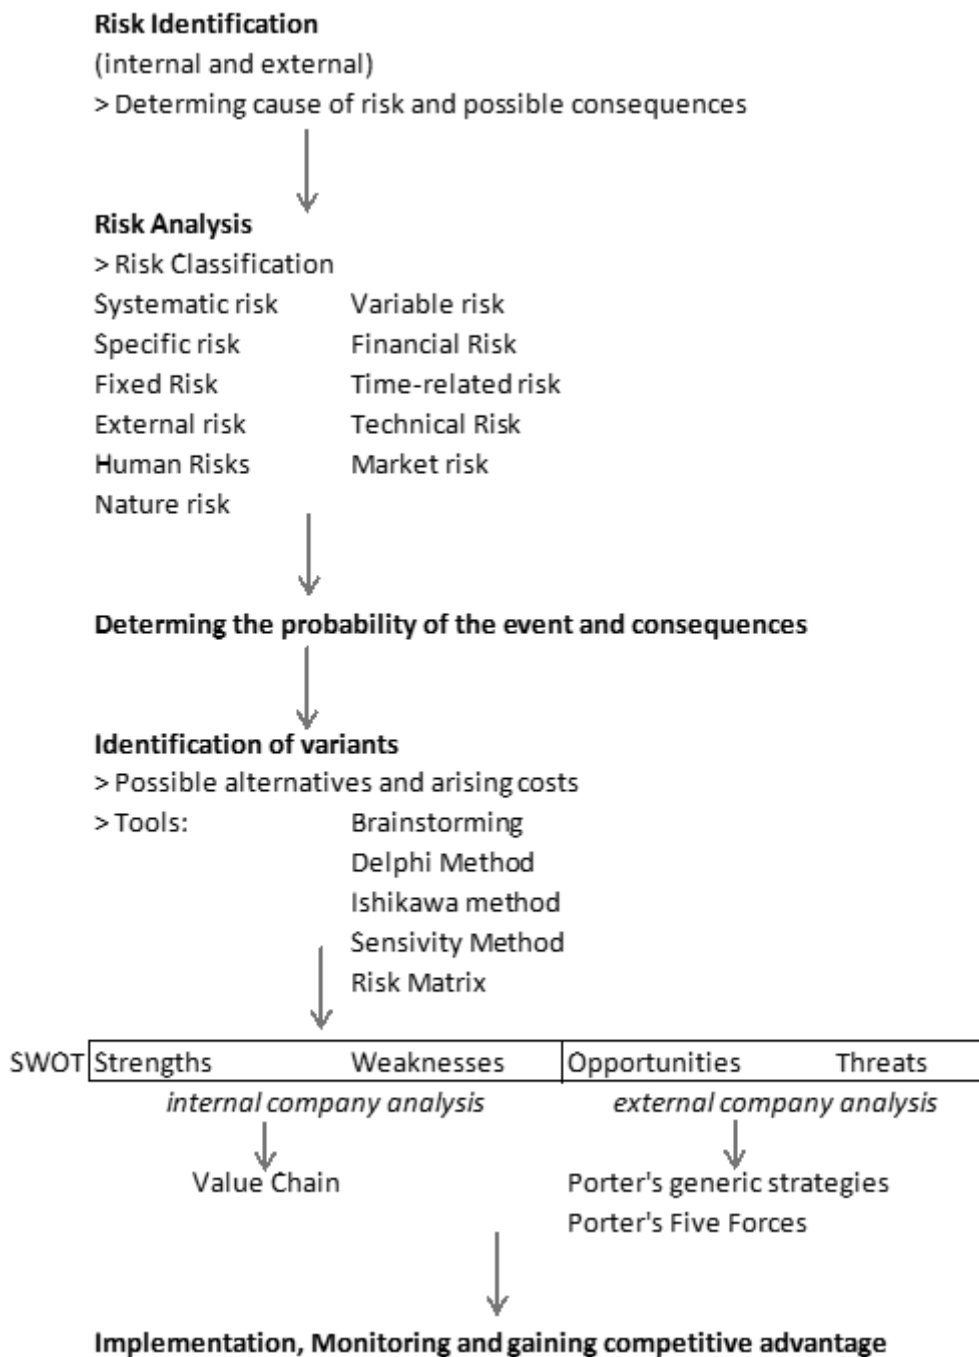 Risk Identification
(internal and external)
> Determing cause of risk and possible consequences
Risk Analysis
> Risk Classification
Systematic risk Variable risk
Specific risk Financial Risk
Fixed Risk Time-related risk
External risk Technical Risk
Human Risks Market risk
Nature risk
Determing the probability of the event and consequences
Identification of variants
> Possible alternatives and arising costs
> Tools: Brainstorming
Delphi Method
Ishikawa method
Sensivity Method
Risk Matrix
SWOT Strengths Weaknesses Opportunities Threats
internal company analysis external company analysis
Value Chain Porter's generic strategies
Porter's Five Forces
Implementation, Monitoring and gaining competitive advantage